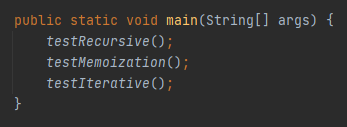 public static void main(String[] args) {
    testRecursive();
    testMemoization();
    testIterative();
}